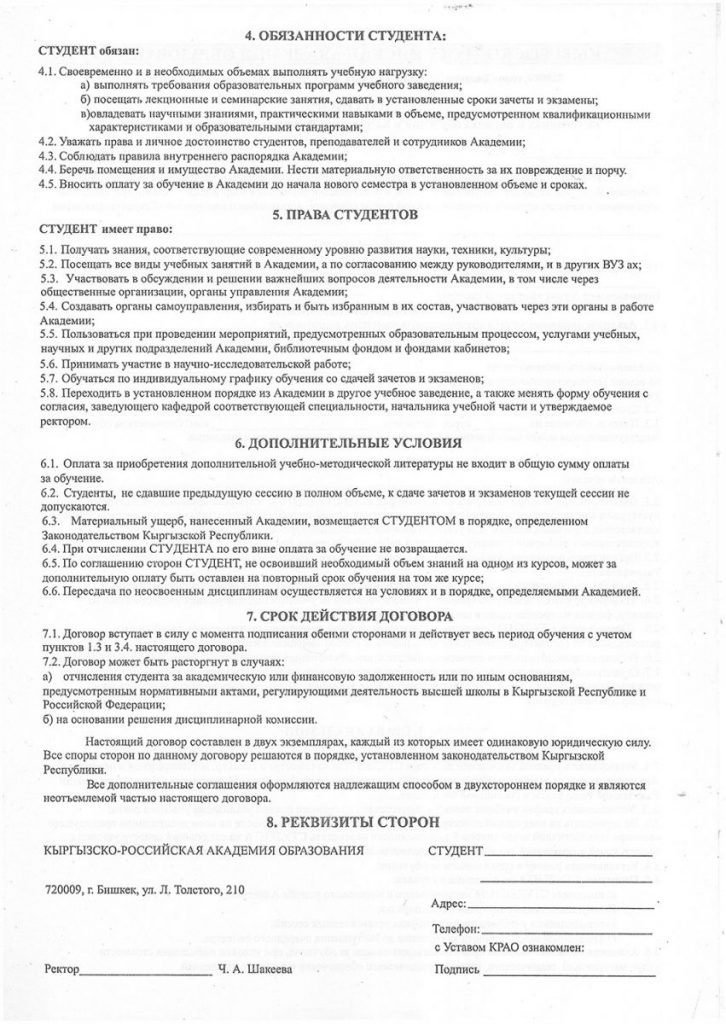 4. ОБЯЗАННОСТИ СТУДЕНТА:
СТУДЕНТ обязан:
4.1. Своевременно и в необходимых объемах выполнять учебную нагрузку:
а) выполнять требования образовательных программ учебного заведения;
б) посещать лекционные и семинарские занятия, сдавать в установленные сроки зачеты и экзамены;
в)овладевать научными знаниями, практическими навыками в объеме, предусмотренном квалификационными
характеристиками и образовательными стандартами;
4.2. Уважать права и личное достоинство студентов, преподавателей и сотрудников Академии;
4.3. Соблюдать правила внутреннего распорядка Академии;
4.4. Беречь помещения и имущество Академии. Нести материальную ответственность за их повреждение и порчу.
4.5. Вносить оплату за обучение в Академии до начала нового семестра в установленном объеме и сроках.
5. ПРАВА СТУДЕНТОВ
СТУДЕНТ имеет право:
5.1. Получать знания, соответствующие современному уровню развития науки, техники, культуры;
5.2. Посещать все виды учебных занятий в Академии, а по согласованию между руководителями, и в других ВУЗ ах;
5.3. Участвовать в обсуждении и решении важнейших вопросов деятельности Академии, в том числе через
общественные организации, органы управления Академии;
5.4. Создавать органы самоуправления, избирать и быть избранным в их состав, участвовать через эти органы в работе
Академии;
5.5. Пользоваться при проведении мероприятий, предусмотренных образовательным процессом, услугами учебных,
научных и других подразделений Академии, библиотечным фондом и фондами кабинетов;
5.6. Принимать участие в научно-исследовательской работе;
5.7. Обучаться по индивидуальному графику обучения со сдачей зачетов и экзаменов;
5.8. Переходить в установленном порядке из Академии в другое учебное заведение, а также менять форму обучения с
согласия, заведующего кафедрой соответствующей специальности, начальника учебной части и утверждаемое
ректором.
6. ДОПОЛНИТЕЛЬНЫЕ УСЛОВИЯ
6.1. Оплата за приобретения дополнительной учебно-методической литературы не входит в общую сумму оплаты
за обучение.
6.2. Студенты, не сдавшие предыдущую сессию в полном объеме, к сдаче зачетов и экзаменов текущей сессии не
допускаются.
6.3. Материальный ущерб, нанесенный Академии, возмещается СТУДЕНТОМ в порядке, определенном
Законодательством Кыргызской Республики.
6.4. При отчислении СТУДЕНТА по его вине оплата за обучение не возвращается.
6.5. По соглашению сторон СТУДЕНТ, не освоивший необходимый объем знаний на одном из курсов, может за
дополнительную оплату быть оставлен на повторный срок обучения на том же курсе;
6.6. Пересдача по неосвоенным дисциплинам осуществляется на условиях и в порядке, определяемыми Академией.
7. СРОК ДЕЙСТВИЯ ДОГОВОРА
7.1. Договор вступает в силу с момента подписания обеими сторонами и действует весь период обучения с учетом
пунктов 1.3 и 3.4. настоящего договора.
7.2. Договор может быть расторгнут в случаях:
а) отчисления студента за академическую или финансовую задолженность или по иным основаниям,
предусмотренным нормативными актами, регулирующими деятельность высшей школы в Кыргызской Республике и
Российской Федерации;
б) на основании решения дисциплинарной комиссии.
Настоящий договор составлен в двух экземплярах, каждый из которых имеет одинаковую юридическую силу.
Все споры сторон по данному договору решаются в порядке, установленном законодательством Кыргызской
Республики.
Все дополнительные соглашения оформляются надлежащим способом в двухстороннем порядке и являются
неотъемлемой частью настоящего договора.
8. РЕКВИЗИТЫ СТОРОН
КЫРГЫЗСКО-РОССИЙСКАЯ АКАДЕМИЯ ОБРАЗОВАНИЯ СТУДЕНТ
720009, г. Бишкек, ул. Л. Толстого, 210
Адрес:
Телефон:
с Уставом КРАО ознакомлен:
Ректор Ч. А. Шакеева Подпись